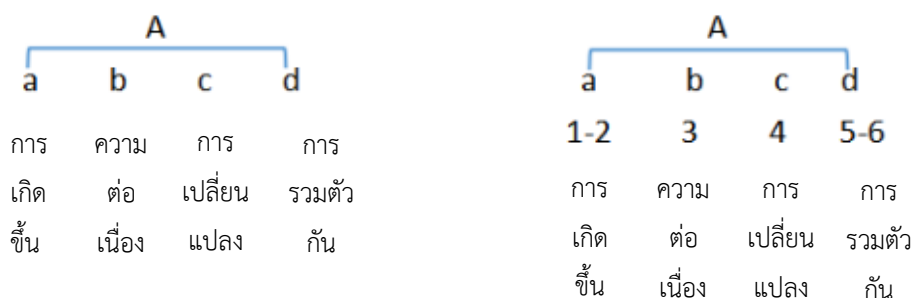 A
a b c d
การ ความ การ การ
เกิด ต่อ เปลี่ยน รวมตัว
ขึ้น เนื่อง แปลง กัน
A
a b c d
1-2 3 4 5-6
การ ความ การ การ
เกิด ต่อ เปลี่ยน รวมตัว
ขึ้น เนื่อง แปลง กัน